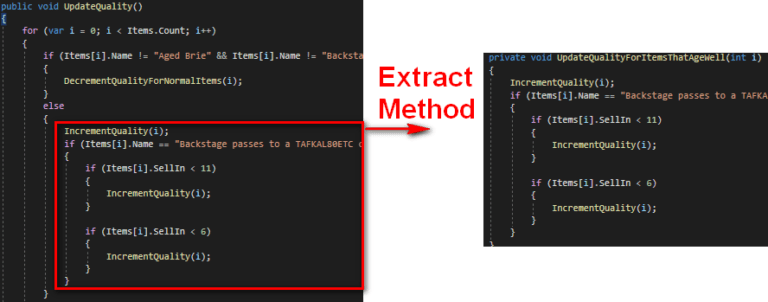 public void UpdateQuality()
{
for (var i = 0; i < Items.Count; i++)
{
if (Items[i].Name != "Aged Brie" && Items[i].Name != "Backsta
{
DecrementQualityForNormalItems(i);
}
else
{
IncrementQuality(i);
if (Items[i].Name == "Backstage passes to a TAFKAL80ETC c
{
if (Items[i].SellIn < 11)
{
IncrementQuality(i);
}
if (Items[i].SellIn < 6)
{
IncrementQuality(i);
}
}
}
Extract
Method
private void UpdateQualityForItemsThatAgeWell(int i)
{
IncrementQuality(i);
if (Items[i].Name == "Backstage passes to a TAFKA
{
if (Items[i].SellIn < 11)
{
IncrementQuality(i);
}
if (Items[i].SellIn < 6)
{
IncrementQuality(i);
}
}
}